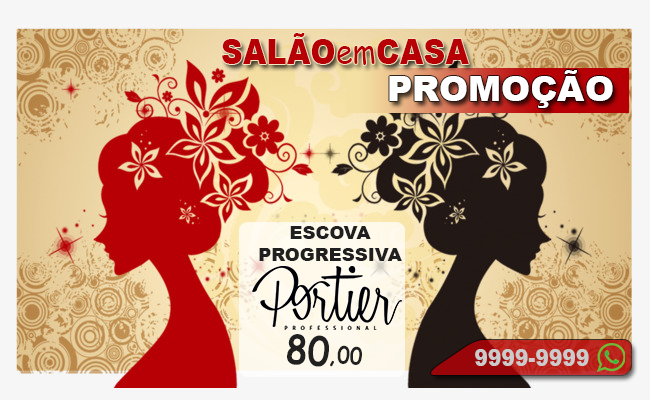 SALÃOemCASA
PROMOÇÃO
ESCOVA
PROGRESSIVA
Portier
PROFESSIONAL
80,00
9999-9999